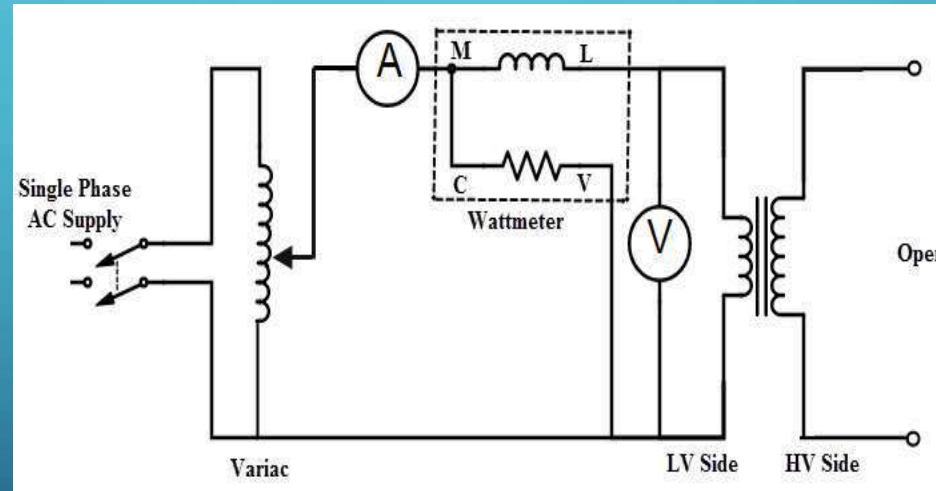 A
M
L
C
V
Wattmeter
V
Single Phase
AC Supply
Variac
LV Side
HV Side